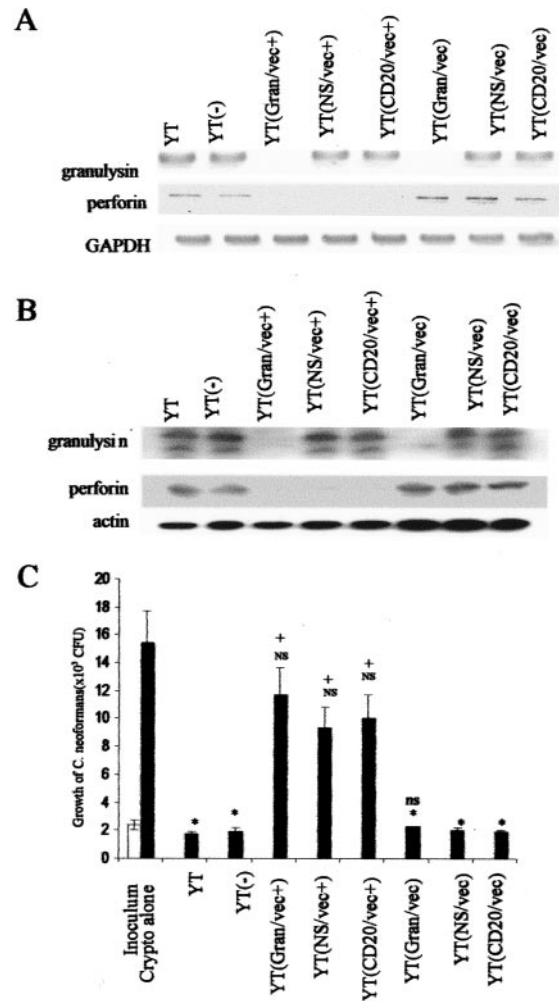 A
YT
YT(-)
YT(Gran/vec+)
YT(NS/vec+)
YT(CD20/vec+)
YT(Gran/vec)
YT(NS/vec)
YT(CD20/vec)
granulysin
perforin
GAPDH
B
YT
YT(-)
YT(Gran/vec+)
YT(NS/vec+)
YT(CD20/vec+)
YT(Gran/vec)
YT(NS/vec)
YT(CD20/vec)
granulysi n
perforin
actin
C
Growth of C. neoformans(x10³ CFU)
20
18
16
14
12
10
8
6
4
2
0
* * + NS + NS + NS ns * * *
Inoculum
Crypto alone
YT
YT(-)
YT(Gran/vec+)
YT(NS/vec+)
YT(CD20/vec+)
YT(Gran/vec)
YT(NS/vec)
YT(CD20/vec)